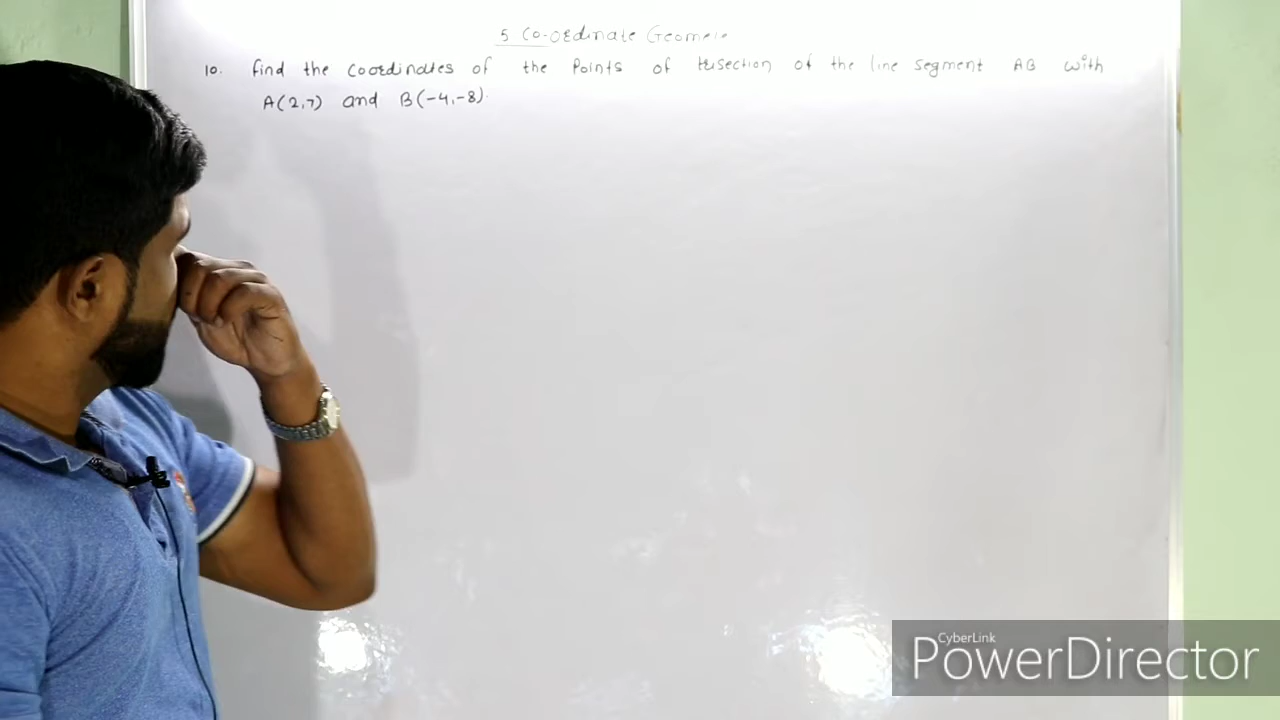 5 Co-ordinate Geome
10. Find the coordinates of the Points of trisection of the line segment AB with
A(2,7) and B(-4,-8).
CyberLink
PowerDirector